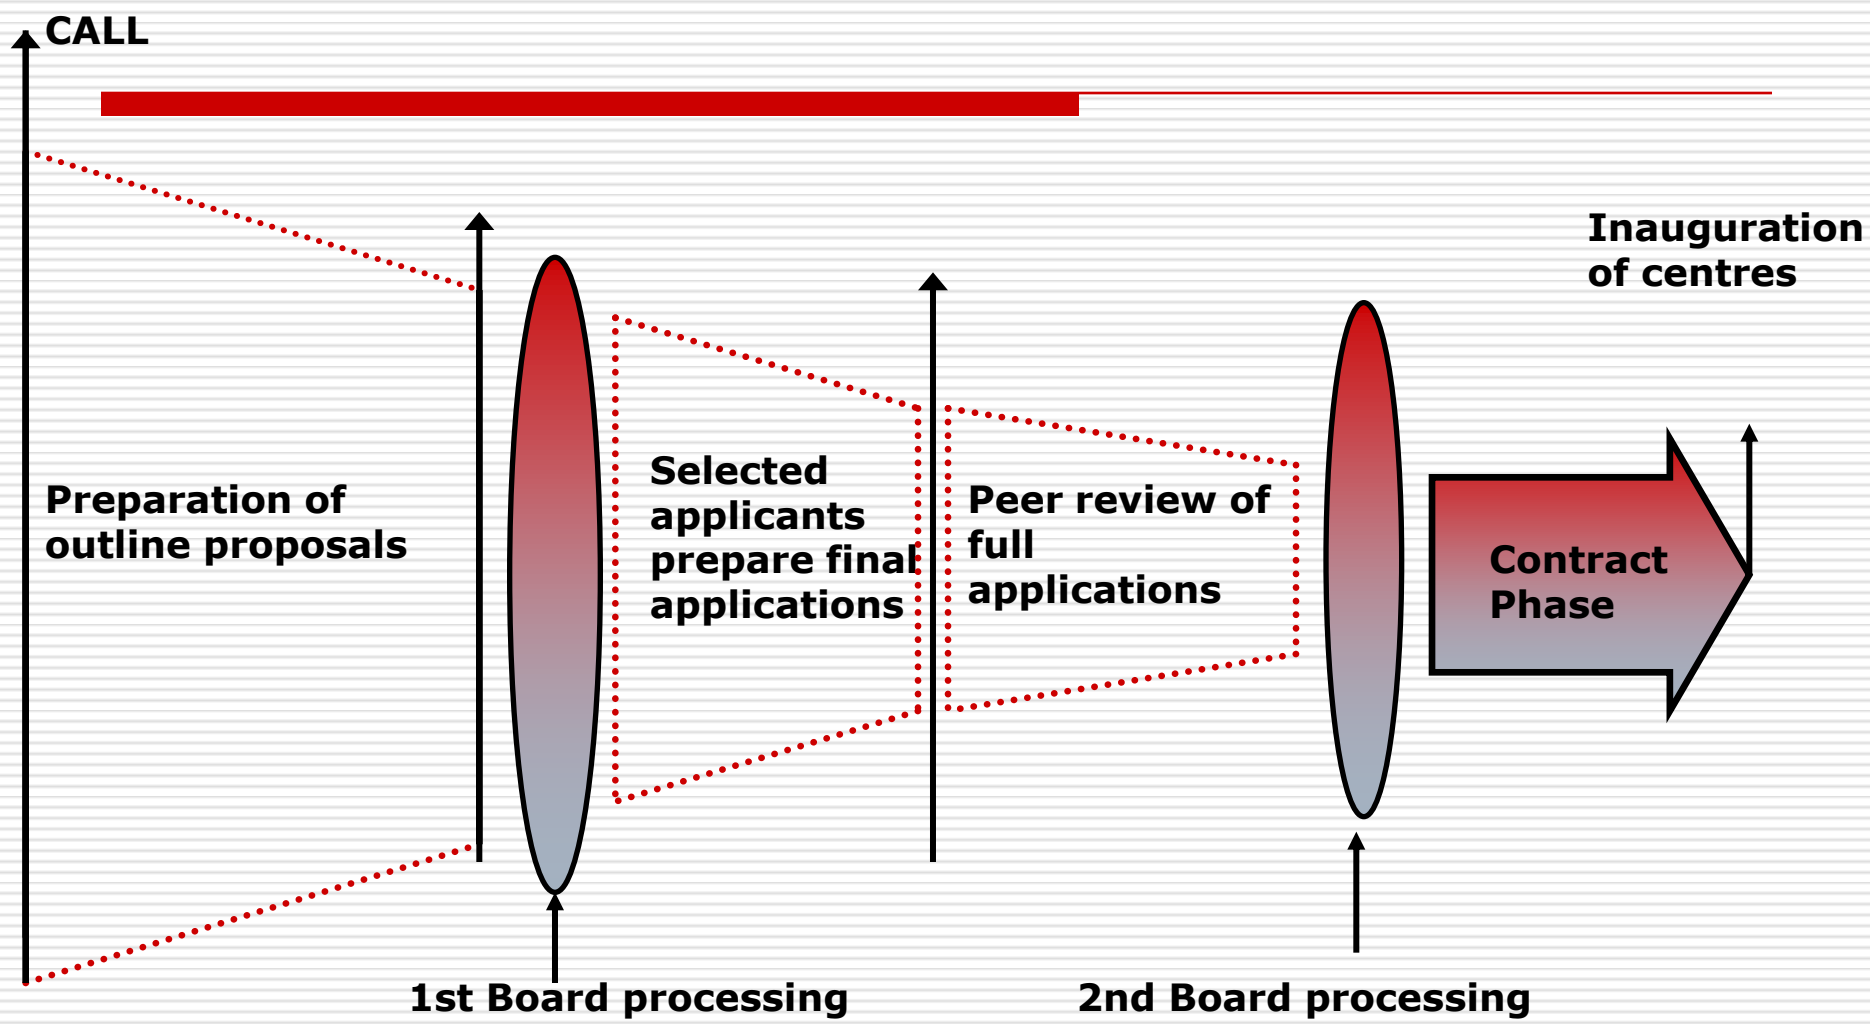 CALL
Inauguration
of centres
Preparation of
outline proposals
Selected
applicants
prepare final
applications
Peer review of
full
applications
Contract
Phase
1st Board processing
2nd Board processing